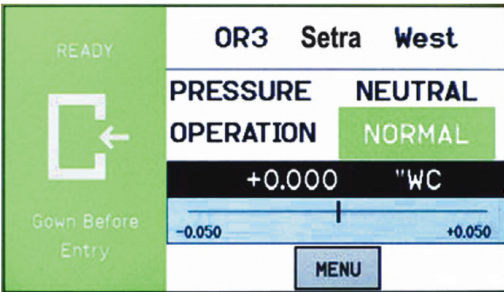 READY
Gown Before
Entry
OR3 Setra West
PRESSURE NEUTRAL
OPERATION NORMAL
+0.000 "WC
-0.050 +0.050
MENU